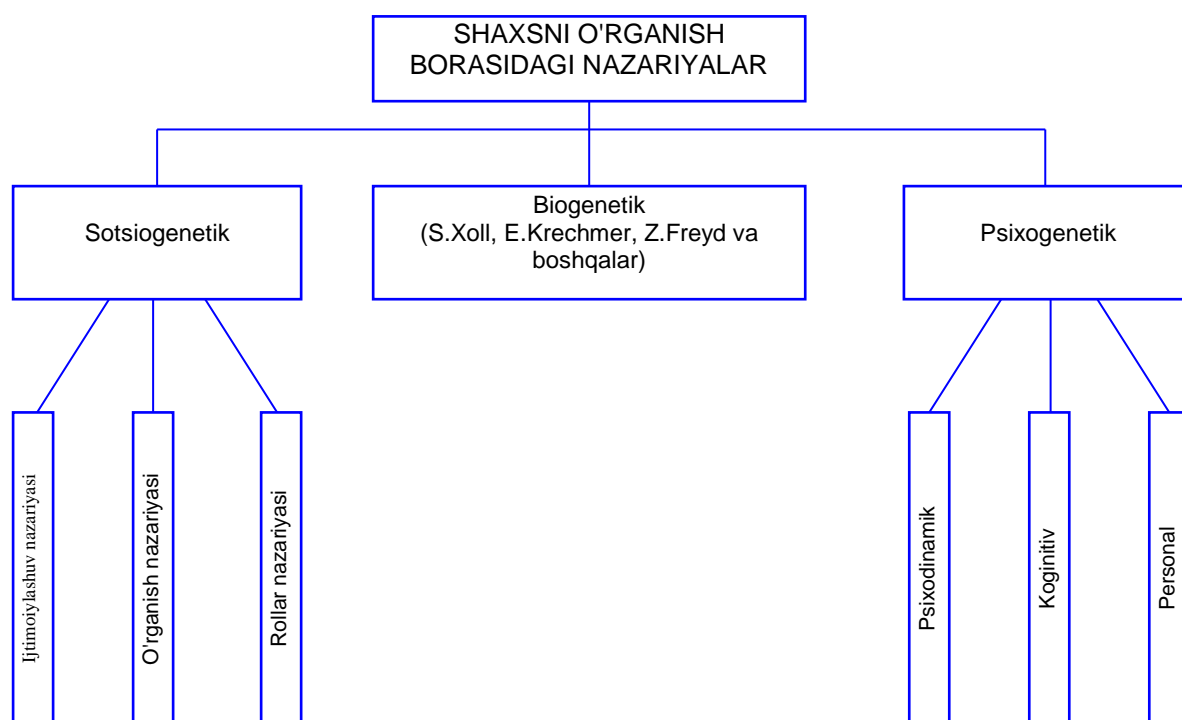 SHAXSNI O'RGANISH
BORASIDAGI NAZARIYALAR
Sotsiogenetik
Biogenetik
(S.Xoll, E.Krechmer, Z.Freyd va
boshqalar)
Psixogenetik
Ijtimoiylashuv nazariyasi
O'rganish nazariyasi
Rollar nazariyasi
Psixodinamik
Koginitiv
Personal